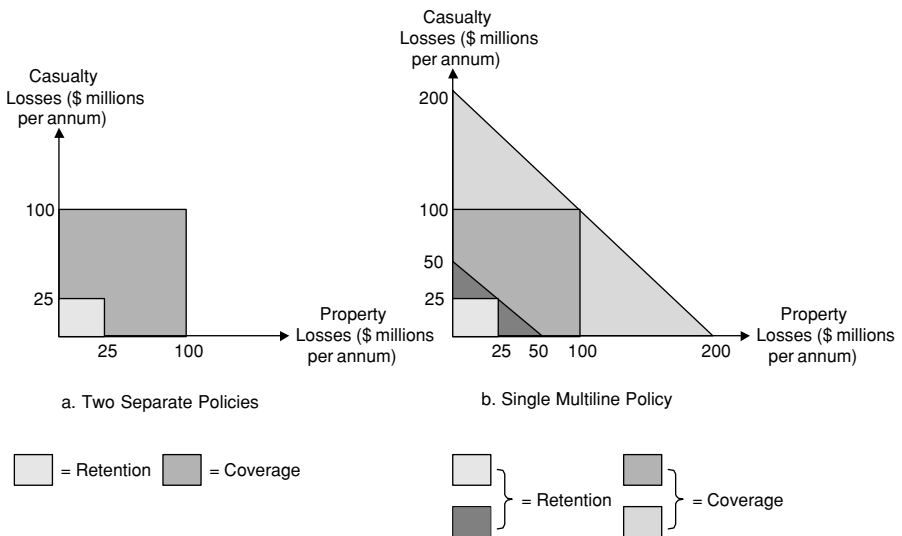 Casualty
Losses ($ millions
per annum)
100
25
25
100
Property
Losses ($ millions
per annum)
a. Two Separate Policies
= Retention
= Coverage
Casualty
Losses ($ millions
per annum)
200
100
50
25
25
50
100
200
Property
Losses ($ millions
per annum)
b. Single Multiline Policy
= Retention
= Coverage